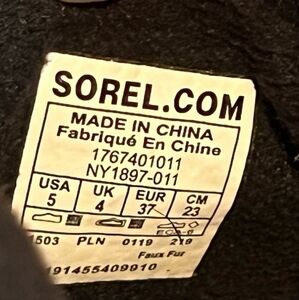 SOREL.COM
MADE IN CHINA
Fabriqué En Chine
1767401011
NY1897-011
USA UK EUR CM
5 4 37 23
1503 PLN 0119 219
Faux Fur
191455409910